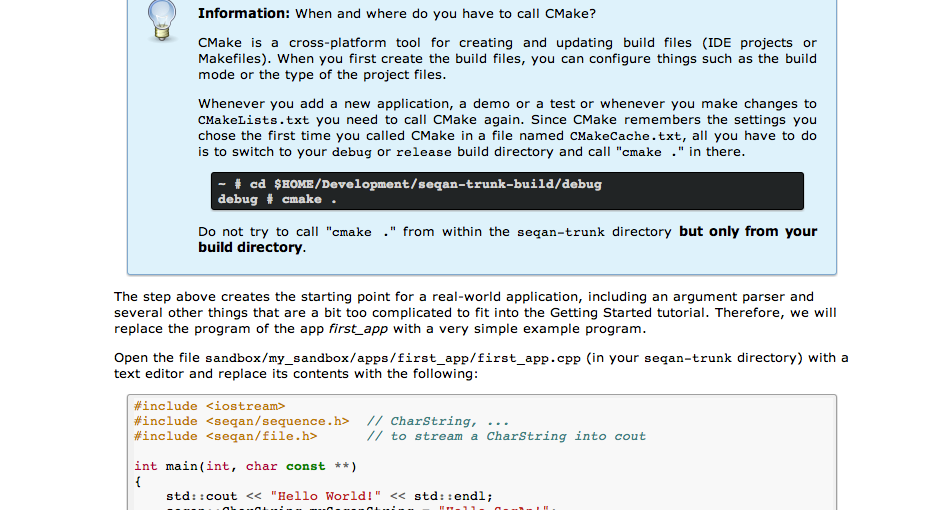 Information: When and where do you have to call CMake?
CMake is a cross-platform tool for creating and updating build files (IDE projects or
Makefiles). When you first create the build files, you can configure things such as the build
mode or the type of the project files.
Whenever you add a new application, a demo or a test or whenever you make changes to
CMakeLists.txt you need to call CMake again. Since CMake remembers the settings you
chose the first time you called CMake in a file named CMakeCache.txt, all you have to do
is to switch to your debug or release build directory and call "cmake ." in there.
~ # cd $HOME/Development/seqan-trunk-build/debug
debug # cmake .
Do not try to call "cmake ." from within the seqan-trunk directory but only from your
build directory.
The step above creates the starting point for a real-world application, including an argument parser and
several other things that are a bit too complicated to fit into the Getting Started tutorial. Therefore, we will
replace the program of the app first_app with a very simple example program.
Open the file sandbox/my_sandbox/apps/first_app/first_app.cpp (in your seqan-trunk directory) with a
text editor and replace its contents with the following:
#include <iostream>
#include <seqan/sequence.h>  // CharString, ...
#include <seqan/file.h>      // to stream a CharString into cout
int main(int, char const **)
{
    std::cout << "Hello World!" << std::endl;